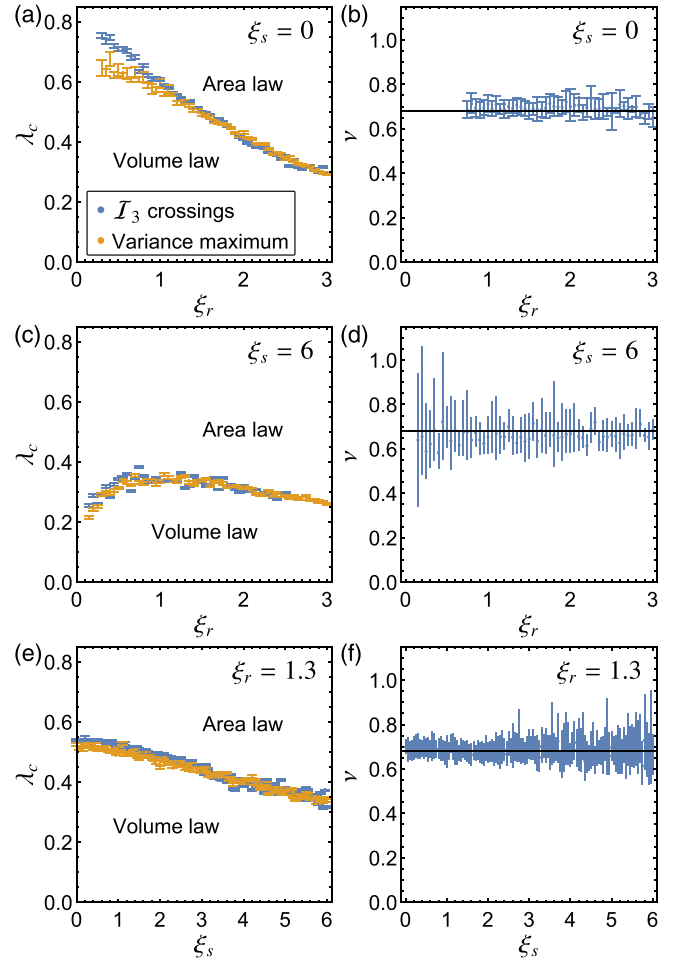 (a) ξs = 0
0.8
0.6
0.4
0.2
0.0
λc
Area law
Volume law
I3 crossings
Variance maximum
0 1 2 3
ξr
(b) ξs = 0
1.0
0.8
0.6
0.4
0.2
0.0
ν
0 1 2 3
ξr
(c) ξs = 6
0.8
0.6
0.4
0.2
0.0
λc
Area law
Volume law
0 1 2 3
ξr
(d) ξs = 6
1.0
0.8
0.6
0.4
0.2
0.0
ν
0 1 2 3
ξr
(e) ξr = 1.3
0.8
0.6
0.4
0.2
0.0
λc
Area law
Volume law
0 1 2 3 4 5 6
ξs
(f) ξr = 1.3
1.0
0.8
0.6
0.4
0.2
0.0
ν
0 1 2 3 4 5 6
ξs